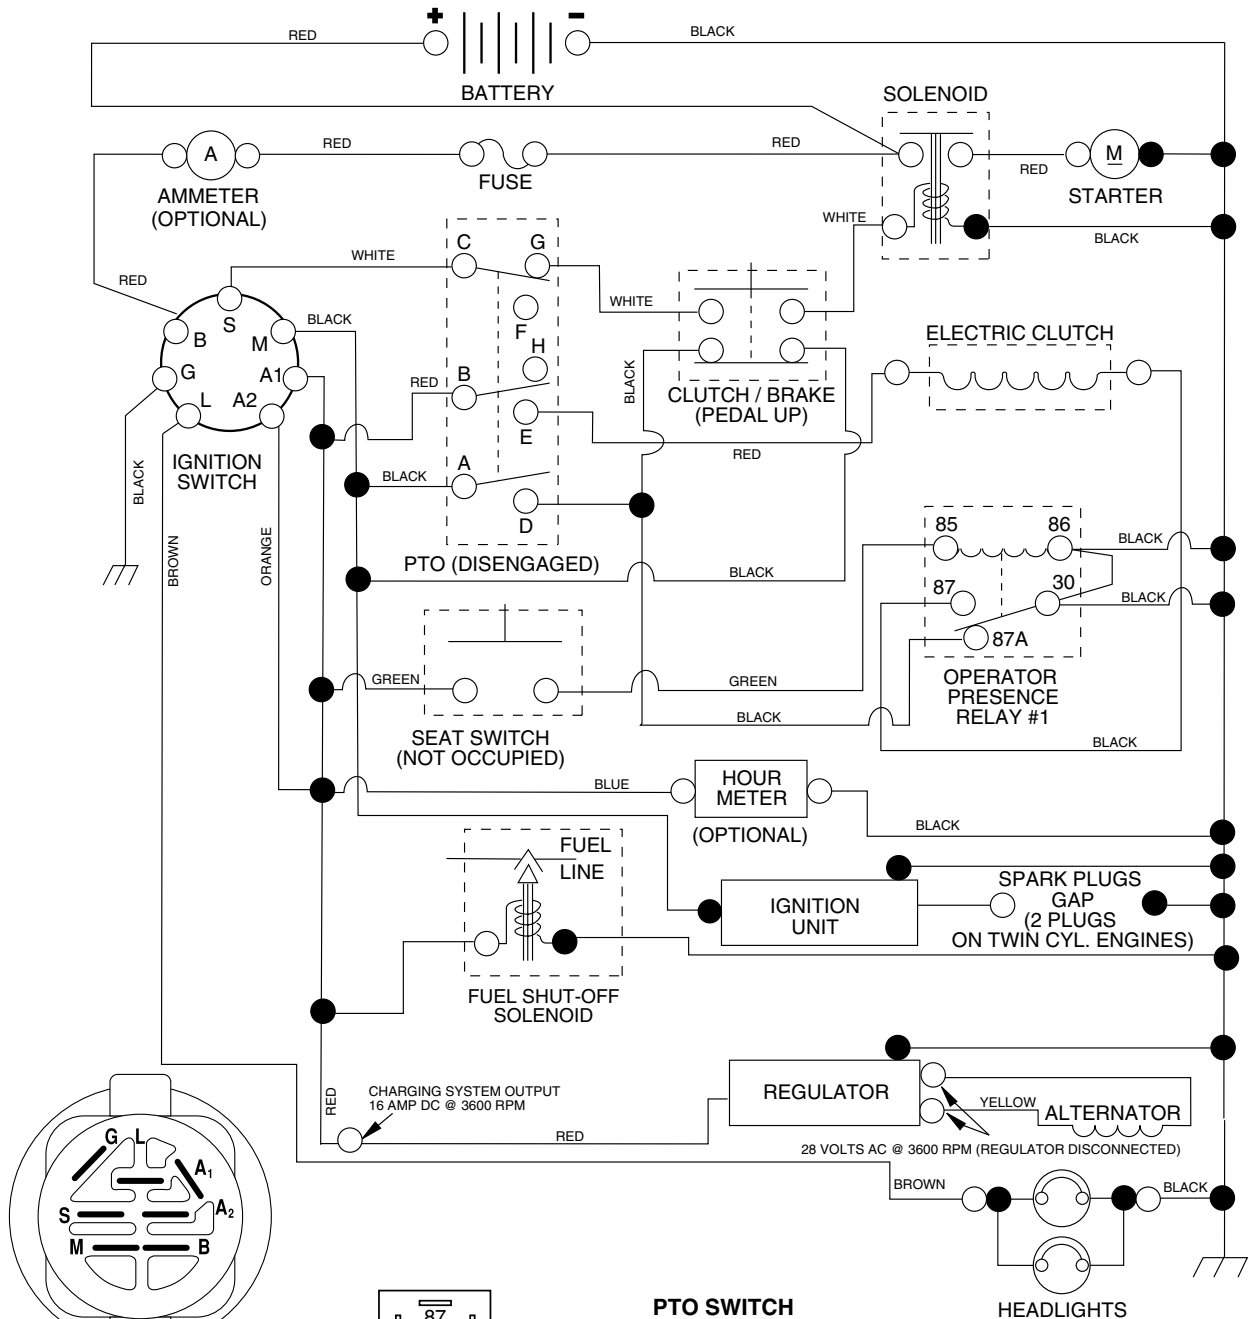 +
−
RED
BLACK
BATTERY
SOLENOID
A
RED
RED
M
FUSE
RED
AMMETER
(OPTIONAL)
STARTER
WHITE
BLACK
C
G
WHITE
RED
WHITE
S
F
BLACK
B
M
ELECTRIC CLUTCH
H
G
A1
RED
B
BLACK
L
A2
CLUTCH / BRAKE
(PEDAL UP)
E
RED
IGNITION
SWITCH
A
BLACK
BLACK
D
85
86
BROWN
ORANGE
BLACK
PTO (DISENGAGED)
BLACK
87
30
BLACK
87A
GREEN
GREEN
OPERATOR
PRESENCE
RELAY #1
BLACK
SEAT SWITCH
(NOT OCCUPIED)
BLACK
BLUE
HOUR
METER
(OPTIONAL)
BLACK
FUEL
LINE
SPARK PLUGS
GAP
(2 PLUGS
ON TWIN CYL. ENGINES)
IGNITION
UNIT
FUEL SHUT-OFF
SOLENOID
RED
CHARGING SYSTEM OUTPUT
16 AMP DC @ 3600 RPM
REGULATOR
YELLOW
ALTERNATOR
RED
28 VOLTS AC @ 3600 RPM (REGULATOR DISCONNECTED)
G
L
A1
BROWN
BLACK
S
A2
M
B
87
PTO SWITCH
HEADLIGHTS